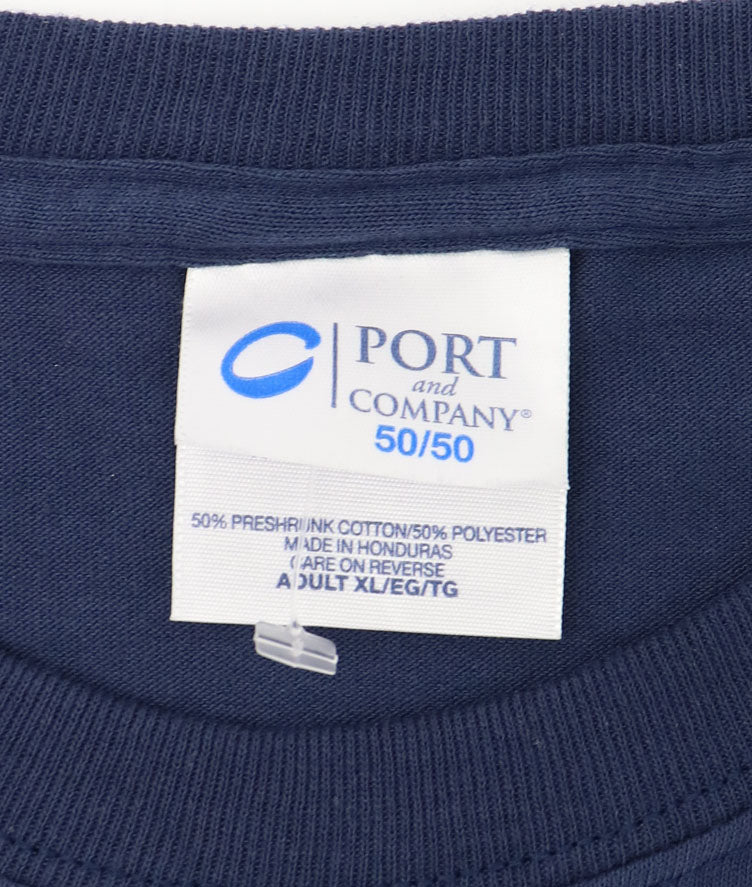 PORT
and
COMPANY®
50/50
50% PRESHRUNK COTTON/50% POLYESTER
MADE IN HONDURAS
CARE ON REVERSE
ADULT XL/EG/TG